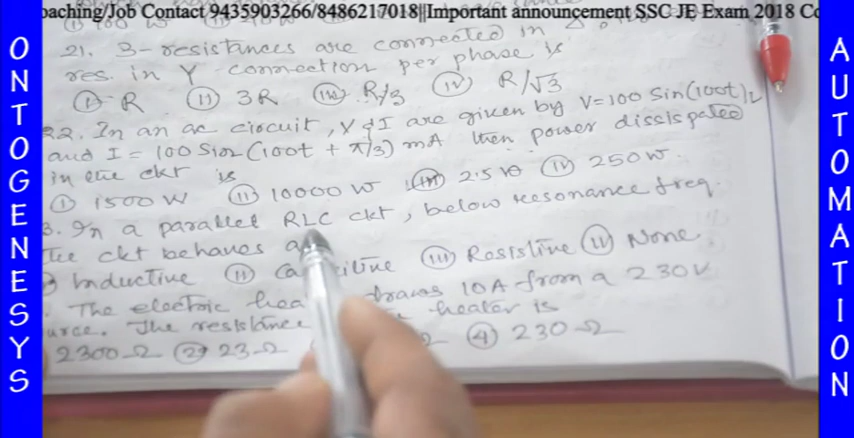 oaching/Job Contact 9435903266/8486217018||Important announcement SSC JE Exam 2018 Co
ONTOGENESYS
AUTOMATION
21. 3-resistances are connected in
res. in Y connection per phase is
(i) R (ii) 3R (iii) R/3 (iv) R/√3
22. In an ac circuit, V & I are given by V=100 Sin(100t)
and I = 100 Sin (100t + π/3) mA then power dissipated
in the ckt is
(i) 1500 W (ii) 10000 W (iii) 2.5 W (iv) 250 W.
3. In a parallel RLC ckt, below resonance freq.
The ckt behaves
Inductive (ii) (iii) Resistive (iv) None
The electric draws 10A from a 230V
urce. The resistance heater is
2300 Ω (2) 23 Ω (4) 230 Ω